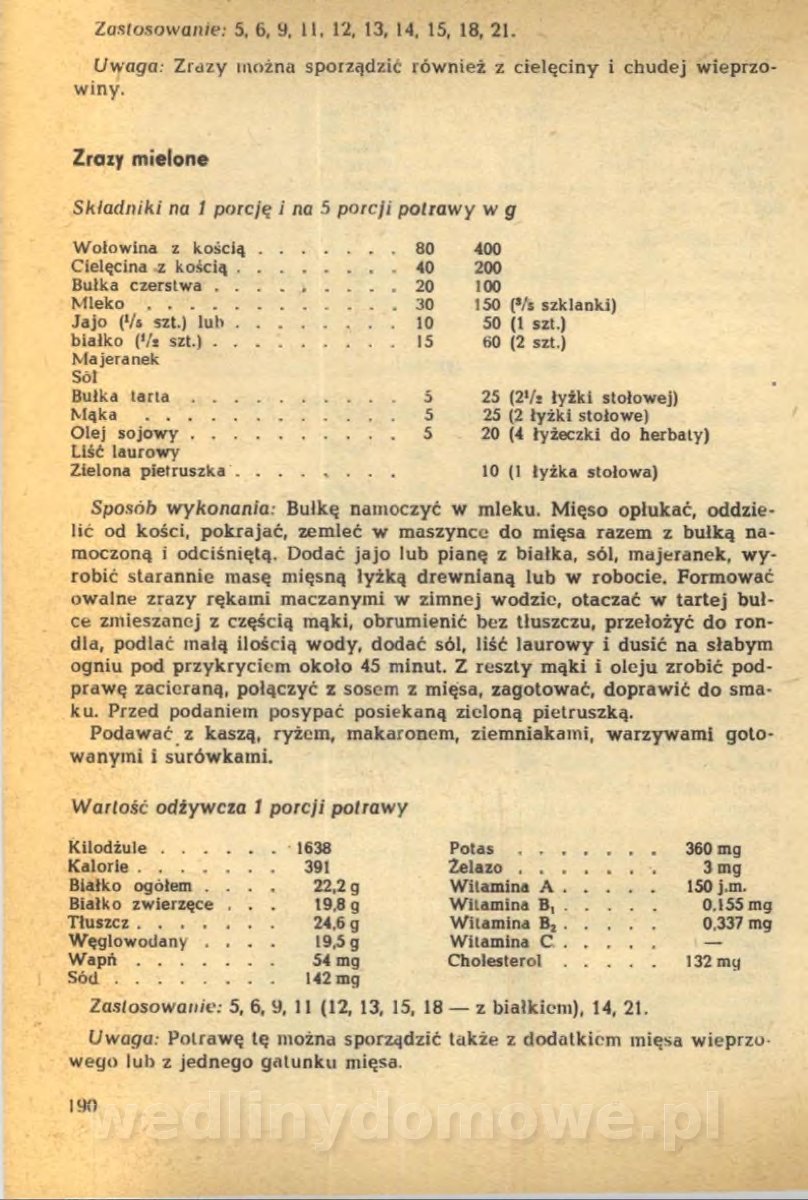 Zastosowanie: 5, 6, 9, 11, 12, 13, 14, 15, 18, 21.
Uwaga: Zrazy można sporządzić również z cielęciny i chudej wieprzo-
winy.
Zrazy mielone
Składniki na 1 porcję i na 5 porcji potrawy w g
Wołowina z kością . . . . . . . 80 400
Cielęcina z kością . . . . . . . . 40 200
Bułka czerstwa . . . . . . . . . 20 100
Mleko . . . . . . . . . . . . 30 150 (³/₅ szklanki)
Jajo (¹/₅ szt.) lub . . . . . . . . 10 50 (1 szt.)
białko (¹/₂ szt.) . . . . . . . . . 15 60 (2 szt.)
Majeranek
Sól
Bułka tarta . . . . . . . . . . 5 25 (2¹/₂ łyżki stołowej)
Mąka . . . . . . . . . . . . 5 25 (2 łyżki stołowe)
Olej sojowy . . . . . . . . . . 5 20 (4 łyżeczki do herbaty)
Liść laurowy
Zielona pietruszka . . . . . . . . 10 (1 łyżka stołowa)
Sposób wykonania: Bułkę namoczyć w mleku. Mięso opłukać, oddzie-
lić od kości, pokrajać, zemleć w maszynce do mięsa razem z bułką na-
moczoną i odciśniętą. Dodać jajo lub pianę z białka, sól, majeranek, wy-
robić starannie masę mięsną łyżką drewnianą lub w robocie. Formować
owalne zrazy rękami maczanymi w zimnej wodzie, otaczać w tartej buł-
ce zmieszanej z częścią mąki, obrumienić bez tłuszczu, przełożyć do ron-
dla, podlać małą ilością wody, dodać sól, liść laurowy i dusić na słabym
ogniu pod przykryciem około 45 minut. Z reszty mąki i oleju zrobić pod-
prawę zacieraną, połączyć z sosem z mięsa, zagotować, doprawić do sma-
ku. Przed podaniem posypać posiekaną zieloną pietruszką.
Podawać z kaszą, ryżem, makaronem, ziemniakami, warzywami goto-
wanymi i surówkami.
Wartość odżywcza 1 porcji potrawy
Kilodżule . . . . . . 1638 Potas . . . . . . . 360 mg
Kalorie . . . . . . . 391 Żelazo . . . . . . . 3 mg
Białko ogółem . . . . 22,2 g Witamina A . . . . . 150 j.m.
Białko zwierzęce . . . 19,8 g Witamina B₁ . . . . . 0,155 mg
Tłuszcz . . . . . . . 24,6 g Witamina B₂ . . . . . 0,337 mg
Węglowodany . . . . 19,5 g Witamina C . . . . . —
Wapń . . . . . . . 54 mg Cholesterol . . . . . 132 mg
Sód . . . . . . . . 142 mg
Zastosowanie: 5, 6, 9, 11 (12, 13, 15, 18 — z białkiem), 14, 21.
Uwaga: Potrawę tę można sporządzić także z dodatkiem mięsa wieprzo-
wego lub z jednego gatunku mięsa.
190
wedlinydomowe.pl